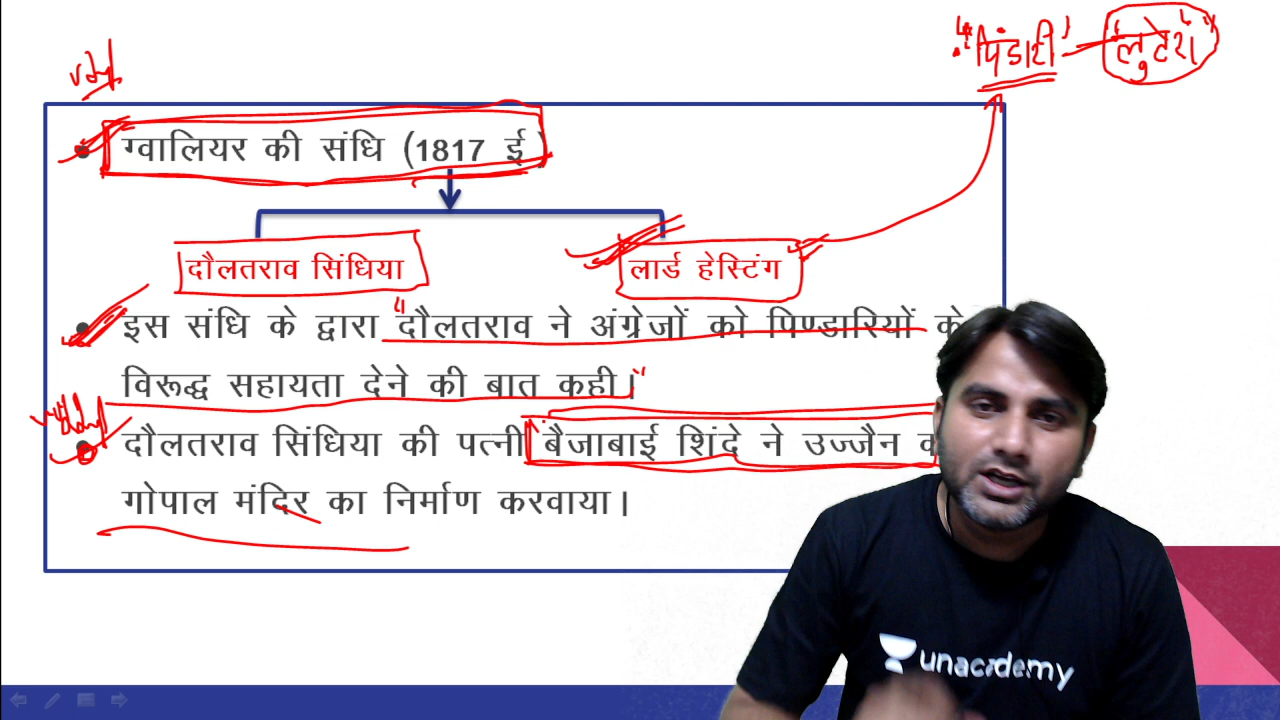 "पिंडारी" - "लुटेरा"
ग्वालियर की संधि (1817 ई)
दौलतराव सिंधिया लार्ड हेस्टिंग
इस संधि के द्वारा दौलतराव ने अंग्रेजों को पिण्डारियों के
विरूद्ध सहायता देने की बात कही।
दौलतराव सिंधिया की पत्नी बैजाबाई शिंदे ने उज्जैन
गोपाल मंदिर का निर्माण करवाया।
unacademy